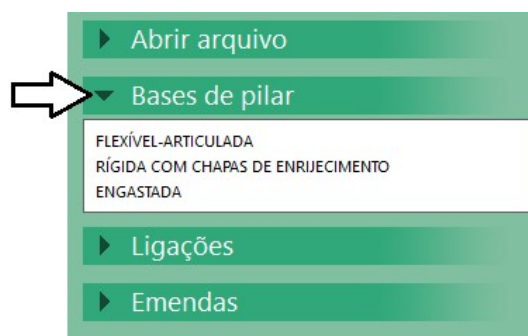 Abrir arquivo
Bases de pilar
FLEXÍVEL-ARTICULADA
RÍGIDA COM CHAPAS DE ENRIJECIMENTO
ENGASTADA
Ligações
Emendas